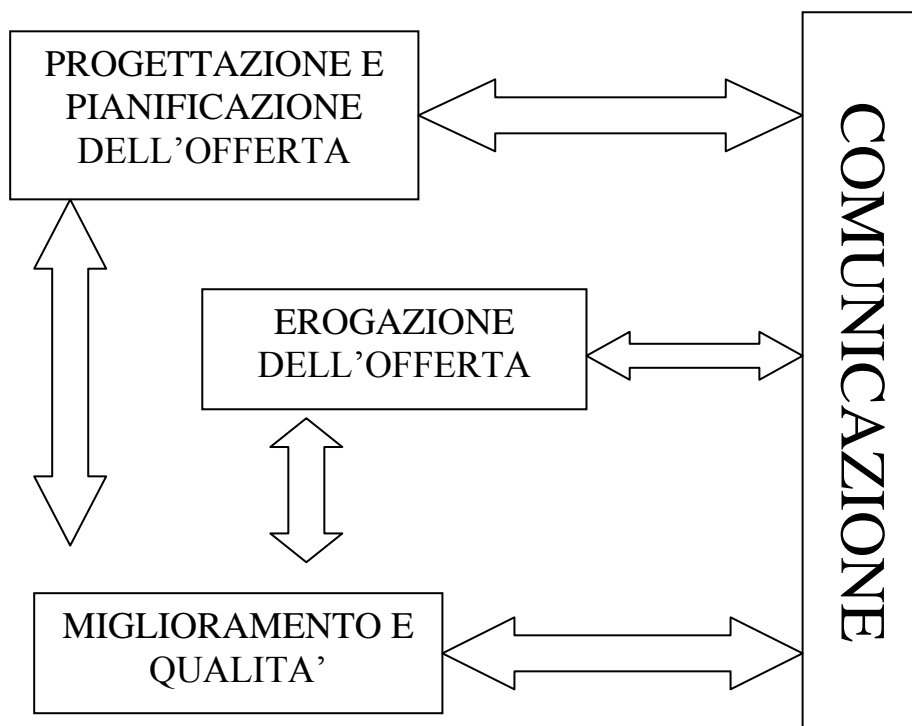 PROGETTAZIONE E
PIANIFICAZIONE
DELL’OFFERTA
EROGAZIONE
DELL’OFFERTA
MIGLIORAMENTO E
QUALITA’
COMUNICAZIONE